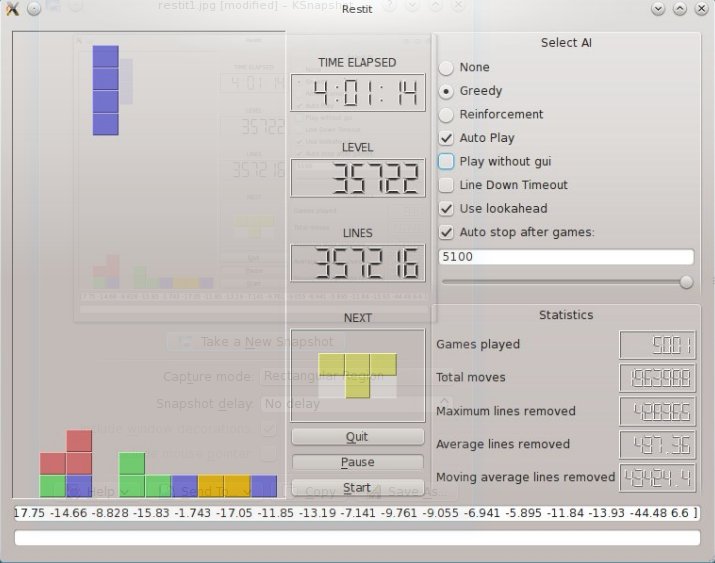 restit1.jpg [modified] – KSnapshot
Restit
TIME ELAPSED
4:01:14
LEVEL
35722
LINES
357216
NEXT
Quit
Pause
Start
Select AI
None
Greedy
Reinforcement
Auto Play
Play without gui
Line Down Timeout
Use lookahead
Auto stop after games:
5100
Statistics
Games played
5001
Total moves
Maximum lines removed
Average lines removed
437.36
Moving average lines removed
43424.4
Take a New Snapshot
Capture mode: Rectangular Region
Snapshot delay: No delay
Include window decorations
mouse pointer
Help
Send To...
Copy
Save As...
17.75 -14.66 -8.828 -15.83 -1.743 -17.05 -11.85 -13.19 -7.141 -9.761 -9.055 -6.941 -5.895 -11.84 -13.93 -44.48 6.6 ]